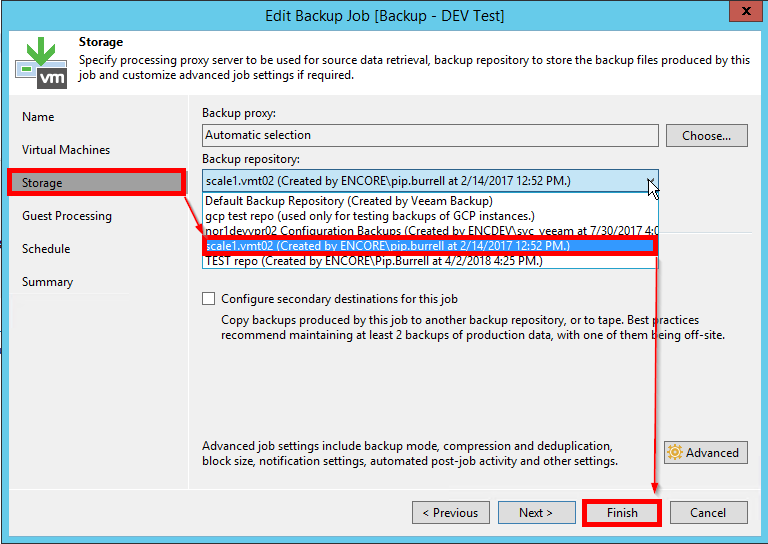 Edit Backup Job [Backup - DEV Test]
x
Storage
Specify processing proxy server to be used for source data retrieval, backup repository to store the backup files produced by this
job and customize advanced job settings if required.
vm
Name
Virtual Machines
Storage
Guest Processing
Schedule
Summary
Backup proxy:
Automatic selection
Choose...
Backup repository:
scale1.vmt02 (Created by ENCORE\pip.burrell at 2/14/2017 12:52 PM.)
Default Backup Repository (Created by Veeam Backup)
gcp test repo (used only for testing backups of GCP instances.)
Configuration Backups (Created by ENCDEV\svc_veeam at 7/30/2017 4:0
scale1.vmt02 (Created by ENCORE\pip.burrell at 2/14/2017 12:52 PM.)
TEST repo (Created by ENCORE\Pip.Burrell at 4/2/2018 4:25 PM.)
Configure secondary destinations for this job
Copy backups produced by this job to another backup repository, or to tape. Best practices
recommend maintaining at least 2 backups of production data, with one of them being off-site.
Advanced job settings include backup mode, compression and deduplication,
block size, notification settings, automated post-job activity and other settings.
Advanced
< Previous
Next >
Finish
Cancel